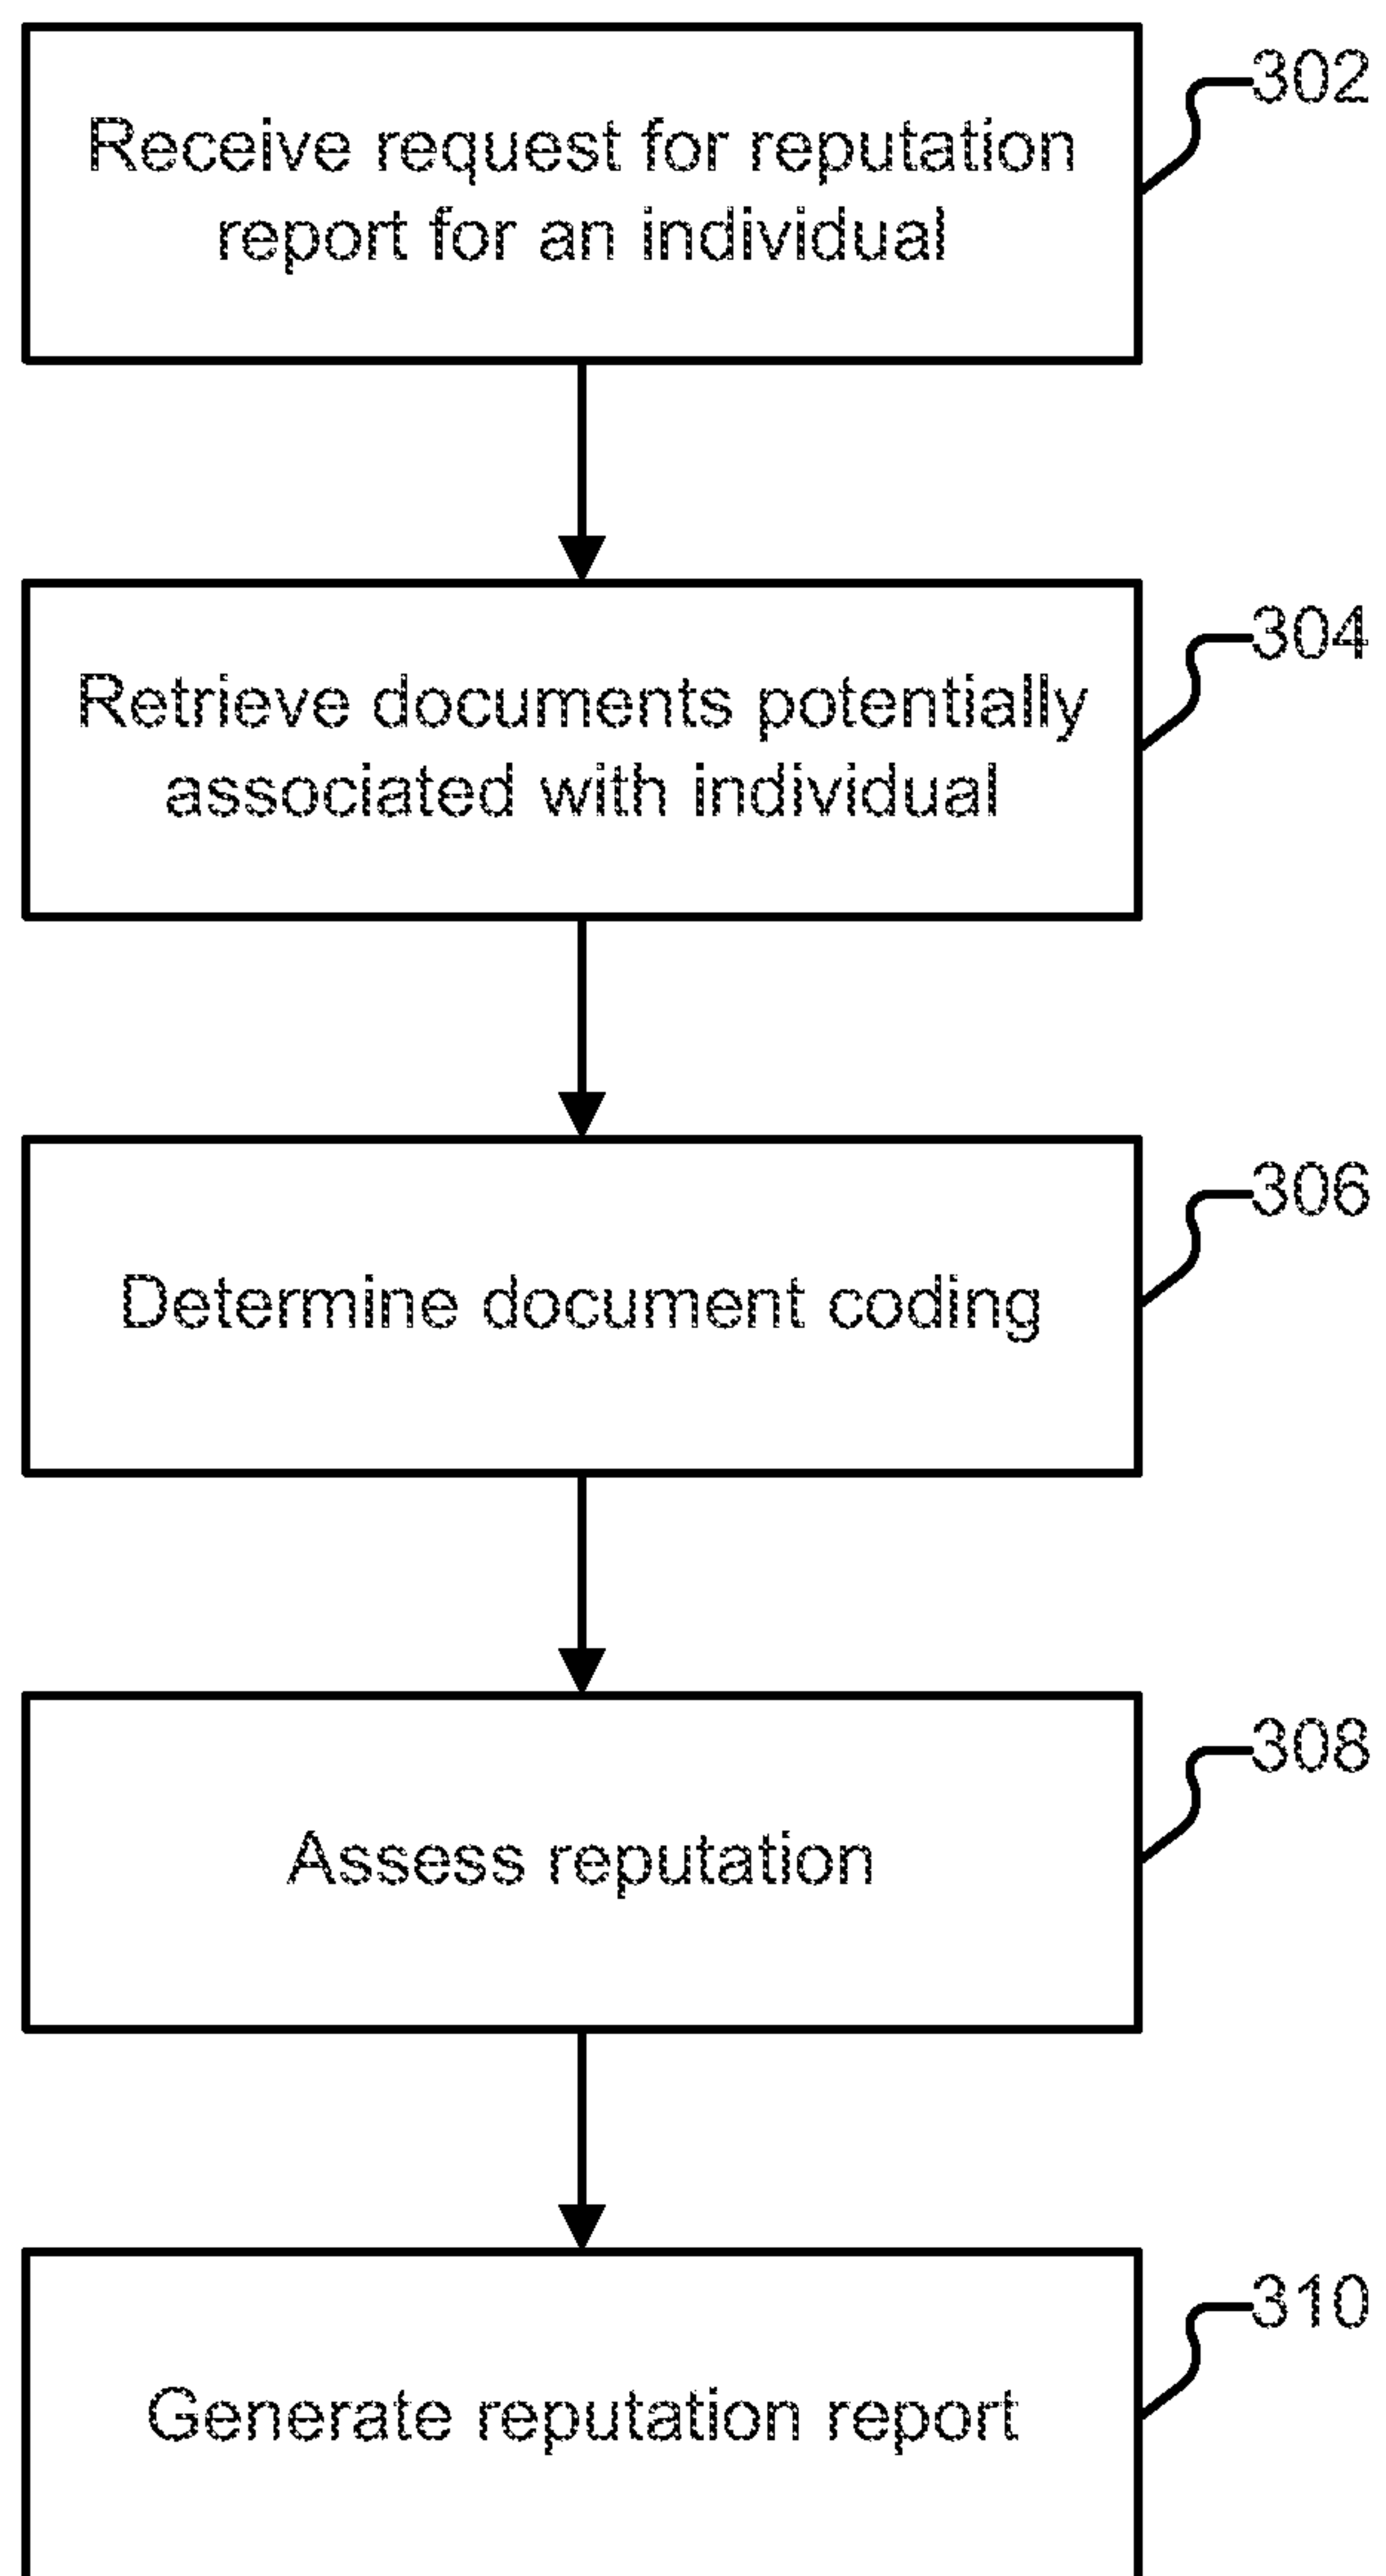 Receive request for reputation
report for an individual
302
Retrieve documents potentially
associated with individual
304
Determine document coding
306
Assess reputation
308
Generate reputation report
310